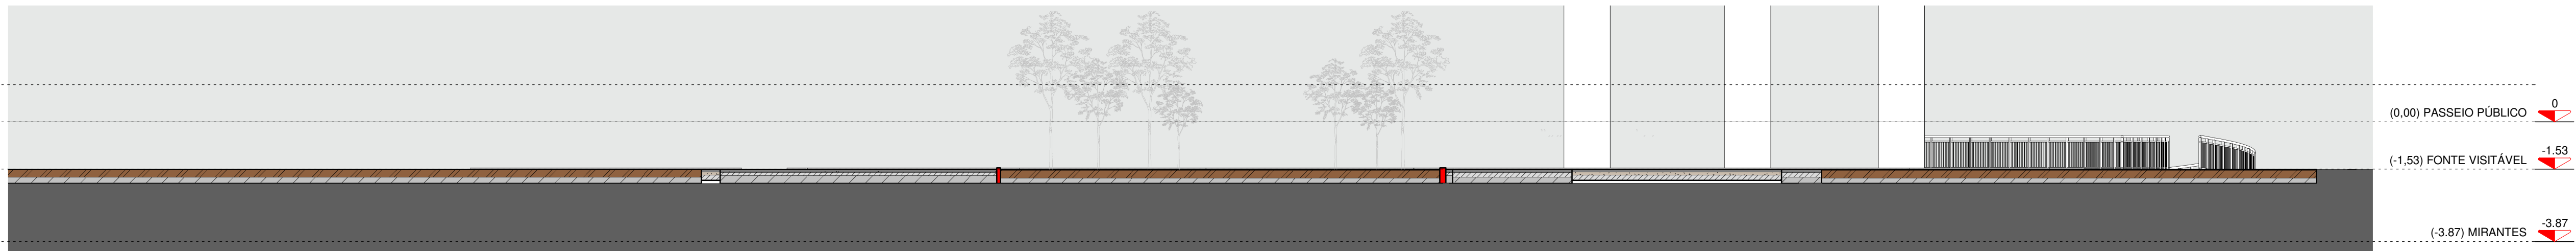 0
(0,00) PASSEIO PÚBLICO
-1.53
(-1,53) FONTE VISITÁVEL
-3.87
(-3.87) MIRANTES